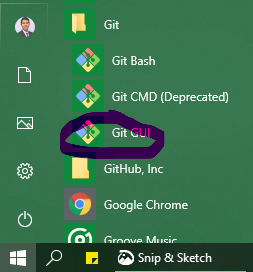 Git
Git Bash
Git CMD (Deprecated)
Git GUI
GitHub, Inc
Google Chrome
Groove Music
Snip & Sketch